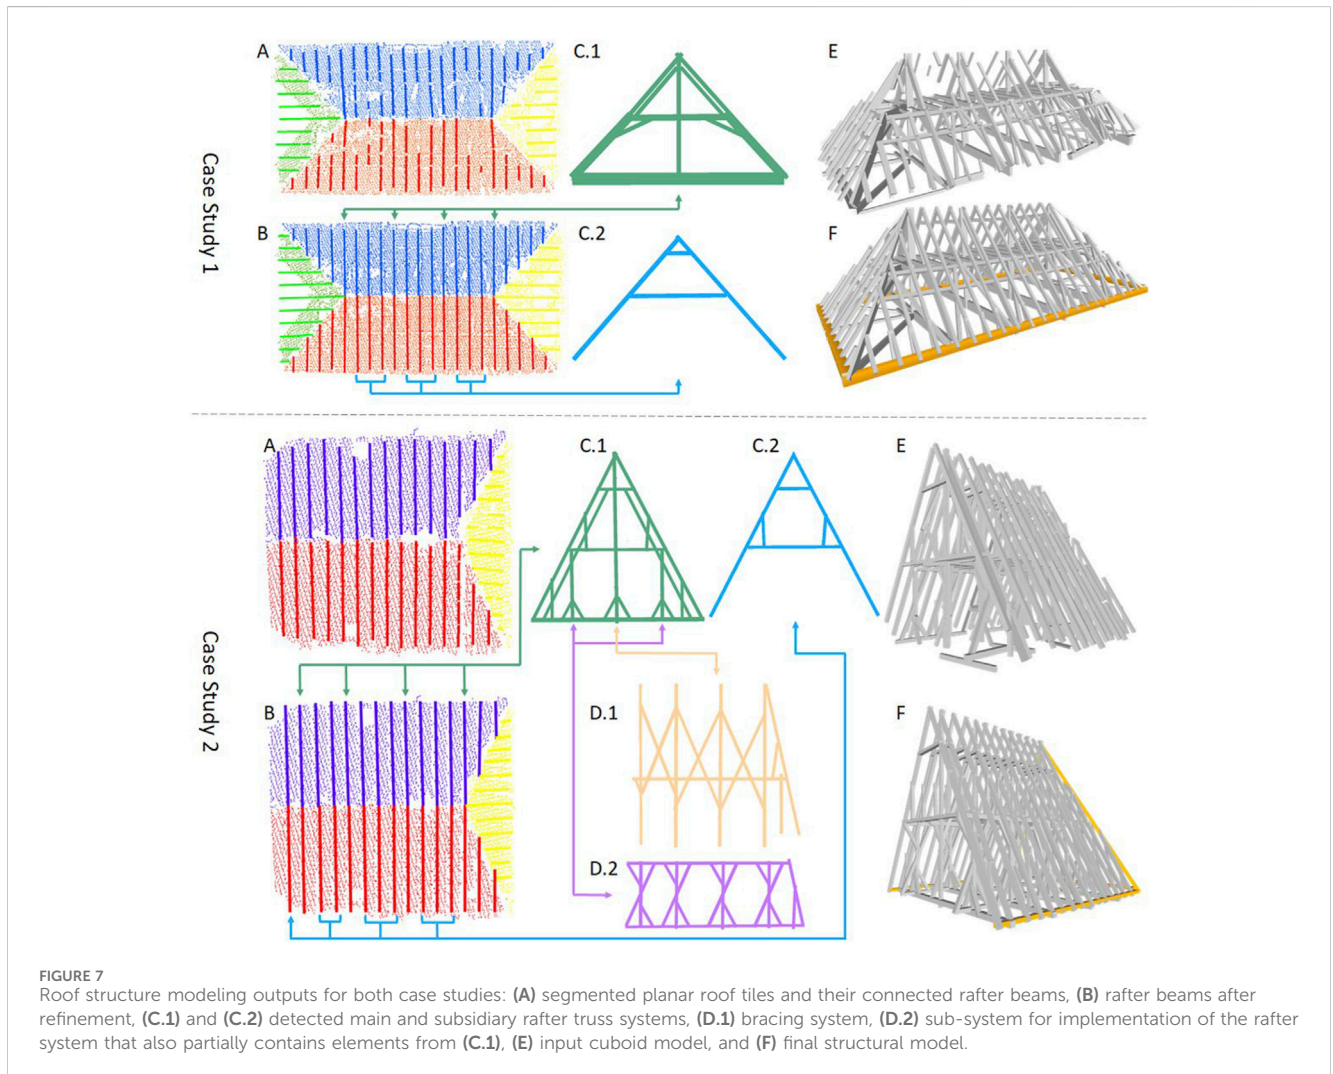 Case Study 1
A
C.1
E
B
C.2
F
Case Study 2
A
C.1
C.2
E
B
D.1
F
D.2
FIGURE 7
Roof structure modeling outputs for both case studies: (A) segmented planar roof tiles and their connected rafter beams, (B) rafter beams after
refinement, (C.1) and (C.2) detected main and subsidiary rafter truss systems, (D.1) bracing system, (D.2) sub-system for implementation of the rafter
system that also partially contains elements from (C.1), (E) input cuboid model, and (F) final structural model.